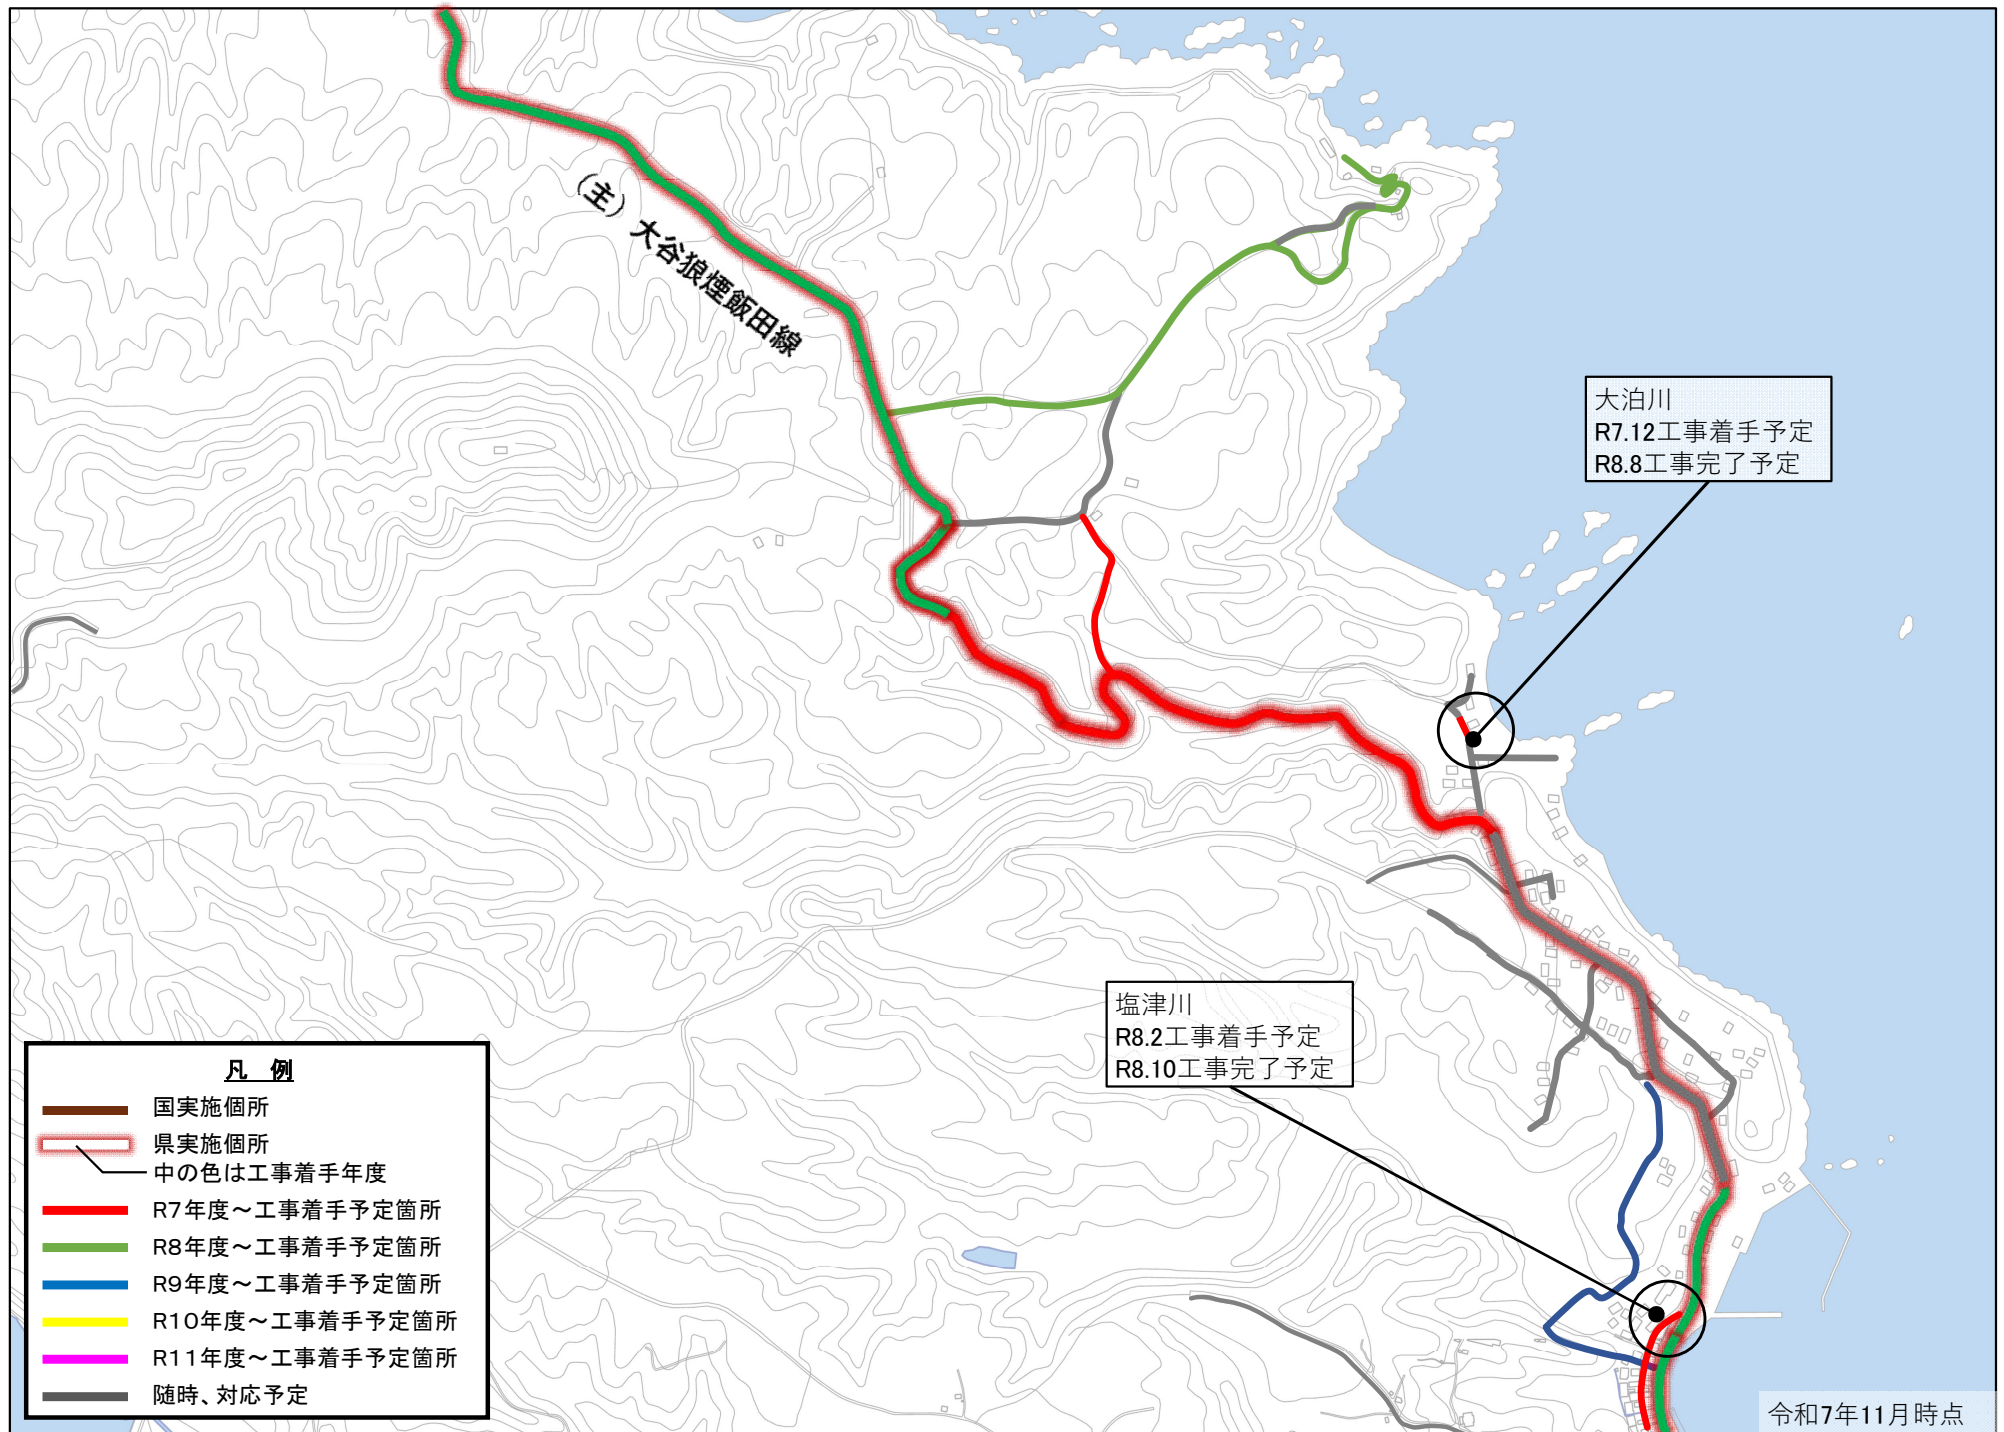 (主) 大谷狼煙飯田線
大泊川
R7.12工事着手予定
R8.8工事完了予定
塩津川
R8.2工事着手予定
R8.10工事完了予定
凡 例
国実施個所
県実施個所
中の色は工事着手年度
R7年度～工事着手予定箇所
R8年度～工事着手予定箇所
R9年度～工事着手予定箇所
R10年度～工事着手予定箇所
R11年度～工事着手予定箇所
随時、対応予定
令和7年11月時点